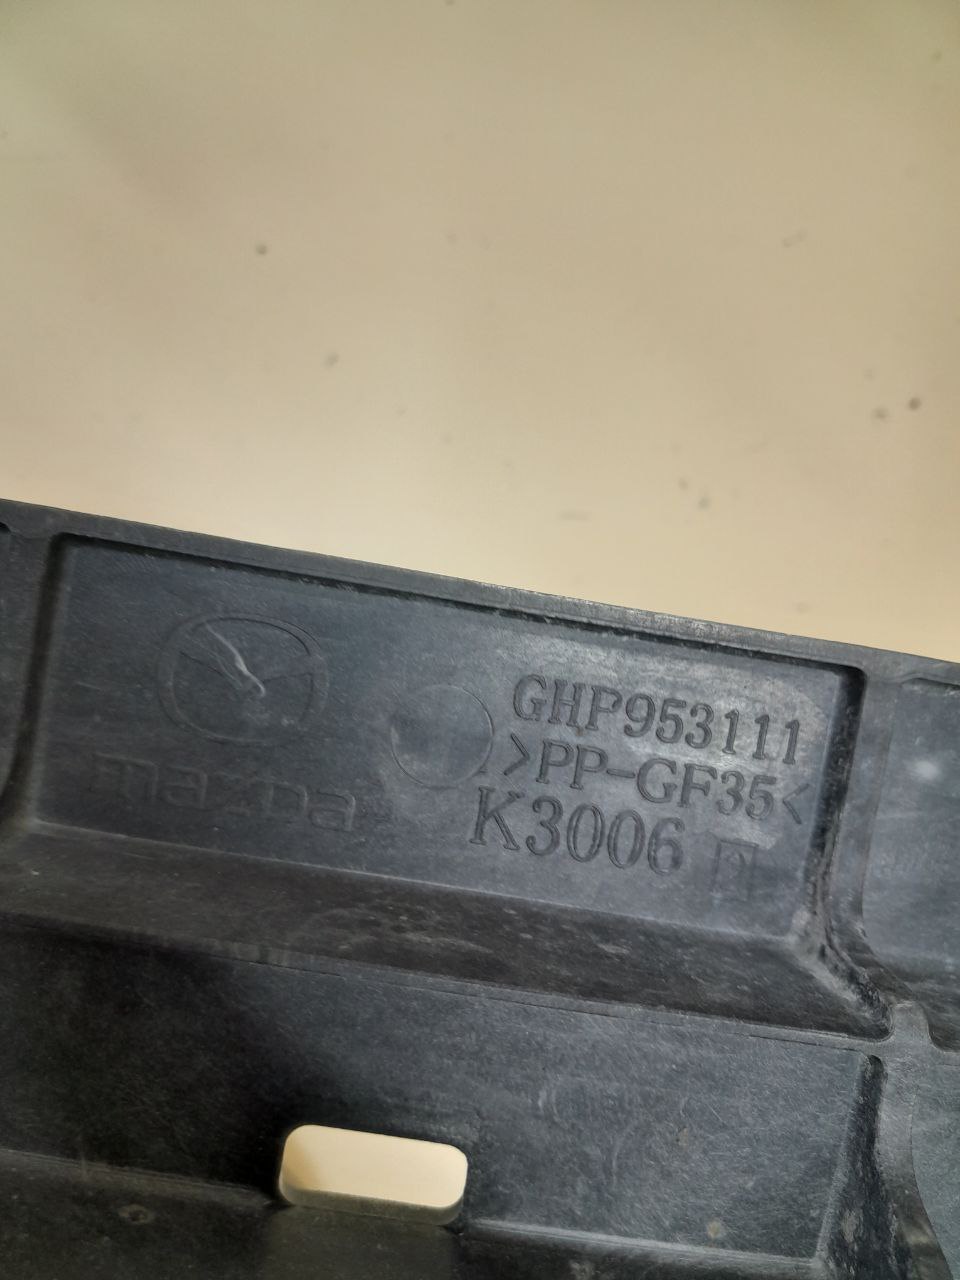 mazda
GHP953111
>PP-GF35<
K3006